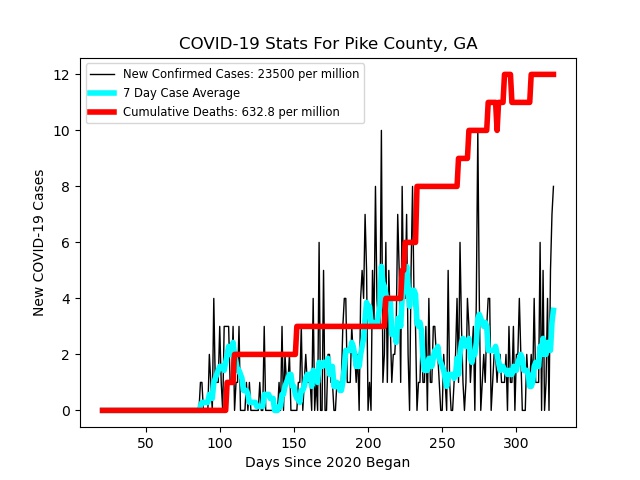 COVID-19 Stats For Pike County, GA
New Confirmed Cases: 23500 per million
7 Day Case Average
Cumulative Deaths: 632.8 per million
New COVID-19 Cases
12
10
8
6
4
2
0
50 100 150 200 250 300
Days Since 2020 Began